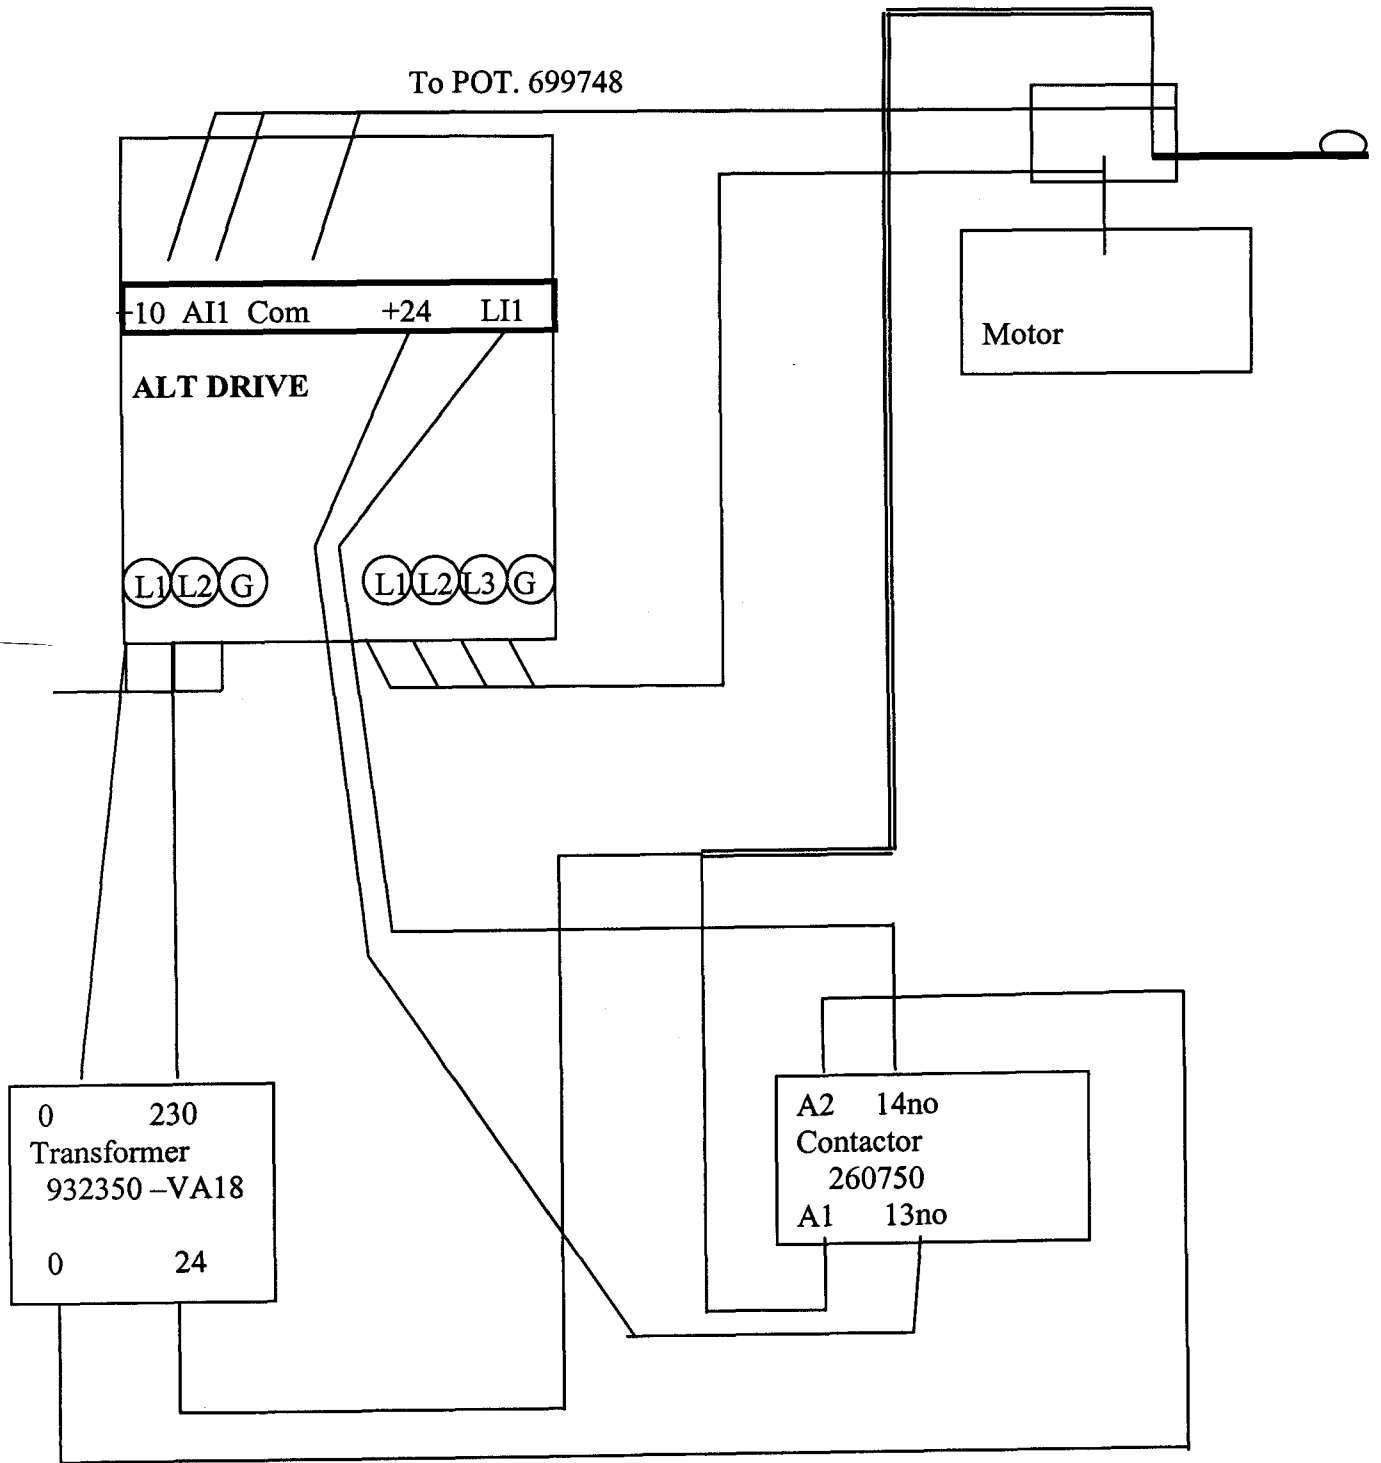 To POT. 699748
+10 AI1 Com +24 LI1
ALT DRIVE
Motor
L1 L2 G L1 L2 L3 G
0 230
Transformer
932350 –VA18
0 24
A2 14no
Contactor
260750
A1 13no